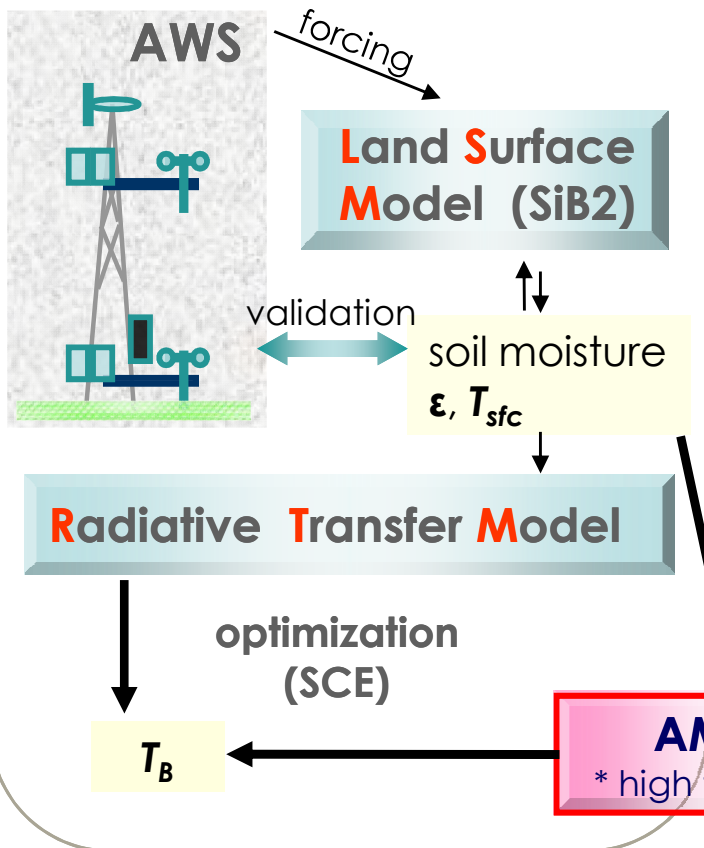 AWS
forcing
Land Surface
Model (SiB2)
validation
soil moisture
ε, Tsfc
Radiative Transfer Model
optimization
(SCE)
TB
* high